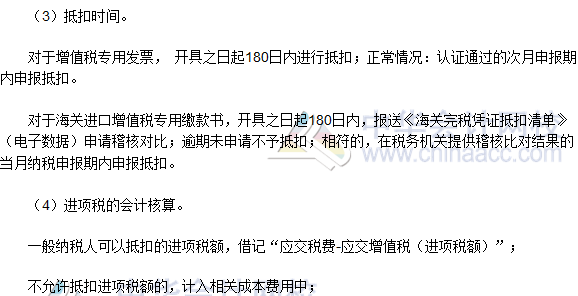 （3）抵扣时间。
对于增值税专用发票， 开具之日起180日内进行抵扣；正常情况：认证通过的次月申报期
内申报抵扣。
对于海关进口增值税专用缴款书，开具之日起180日内，报送《海关完税凭证抵扣清单》
（电子数据）申请稽核对比；逾期未申请不予抵扣；相符的，在税务机关提供稽核比对结果的
当月纳税申报期内申报抵扣。
中华会计网校
www.chinaacc.com
（4）进项税的会计核算。
一般纳税人可以抵扣的进项税额，借记“应交税费-应交增值税（进项税额）”；
不允许抵扣进项税额的，计入相关成本费用中；